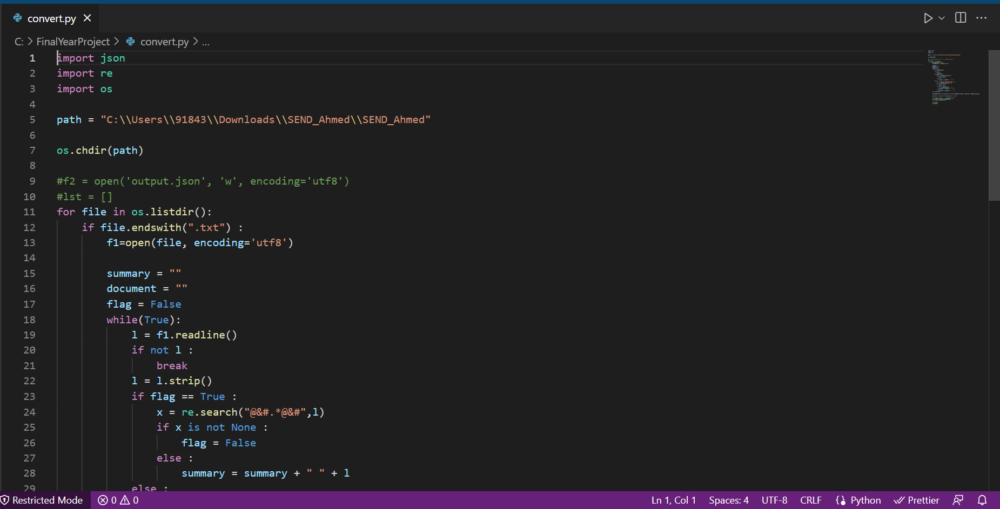 convert.py
C: > FinalYearProject > convert.py > ...
1 import json
2 import re
3 import os
4
5 path = "C:\\Users\\91843\\Downloads\\SEND_Ahmed\\SEND_Ahmed"
6
7 os.chdir(path)
8
9 #f2 = open('output.json', 'w', encoding='utf8')
10 #lst = []
11 for file in os.listdir():
12     if file.endswith(".txt") :
13         f1=open(file, encoding='utf8')
14
15         summary = ""
16         document = ""
17         flag = False
18         while(True):
19             l = f1.readline()
20             if not l :
21                 break
22             l = l.strip()
23             if flag == True :
24                 x = re.search("@&#.*@&#",l)
25                 if x is not None :
26                     flag = False
27                 else :
28                     summary = summary + " " + l
29             else :
Restricted Mode 0 0 Ln 1, Col 1 Spaces: 4 UTF-8 CRLF Python Prettier